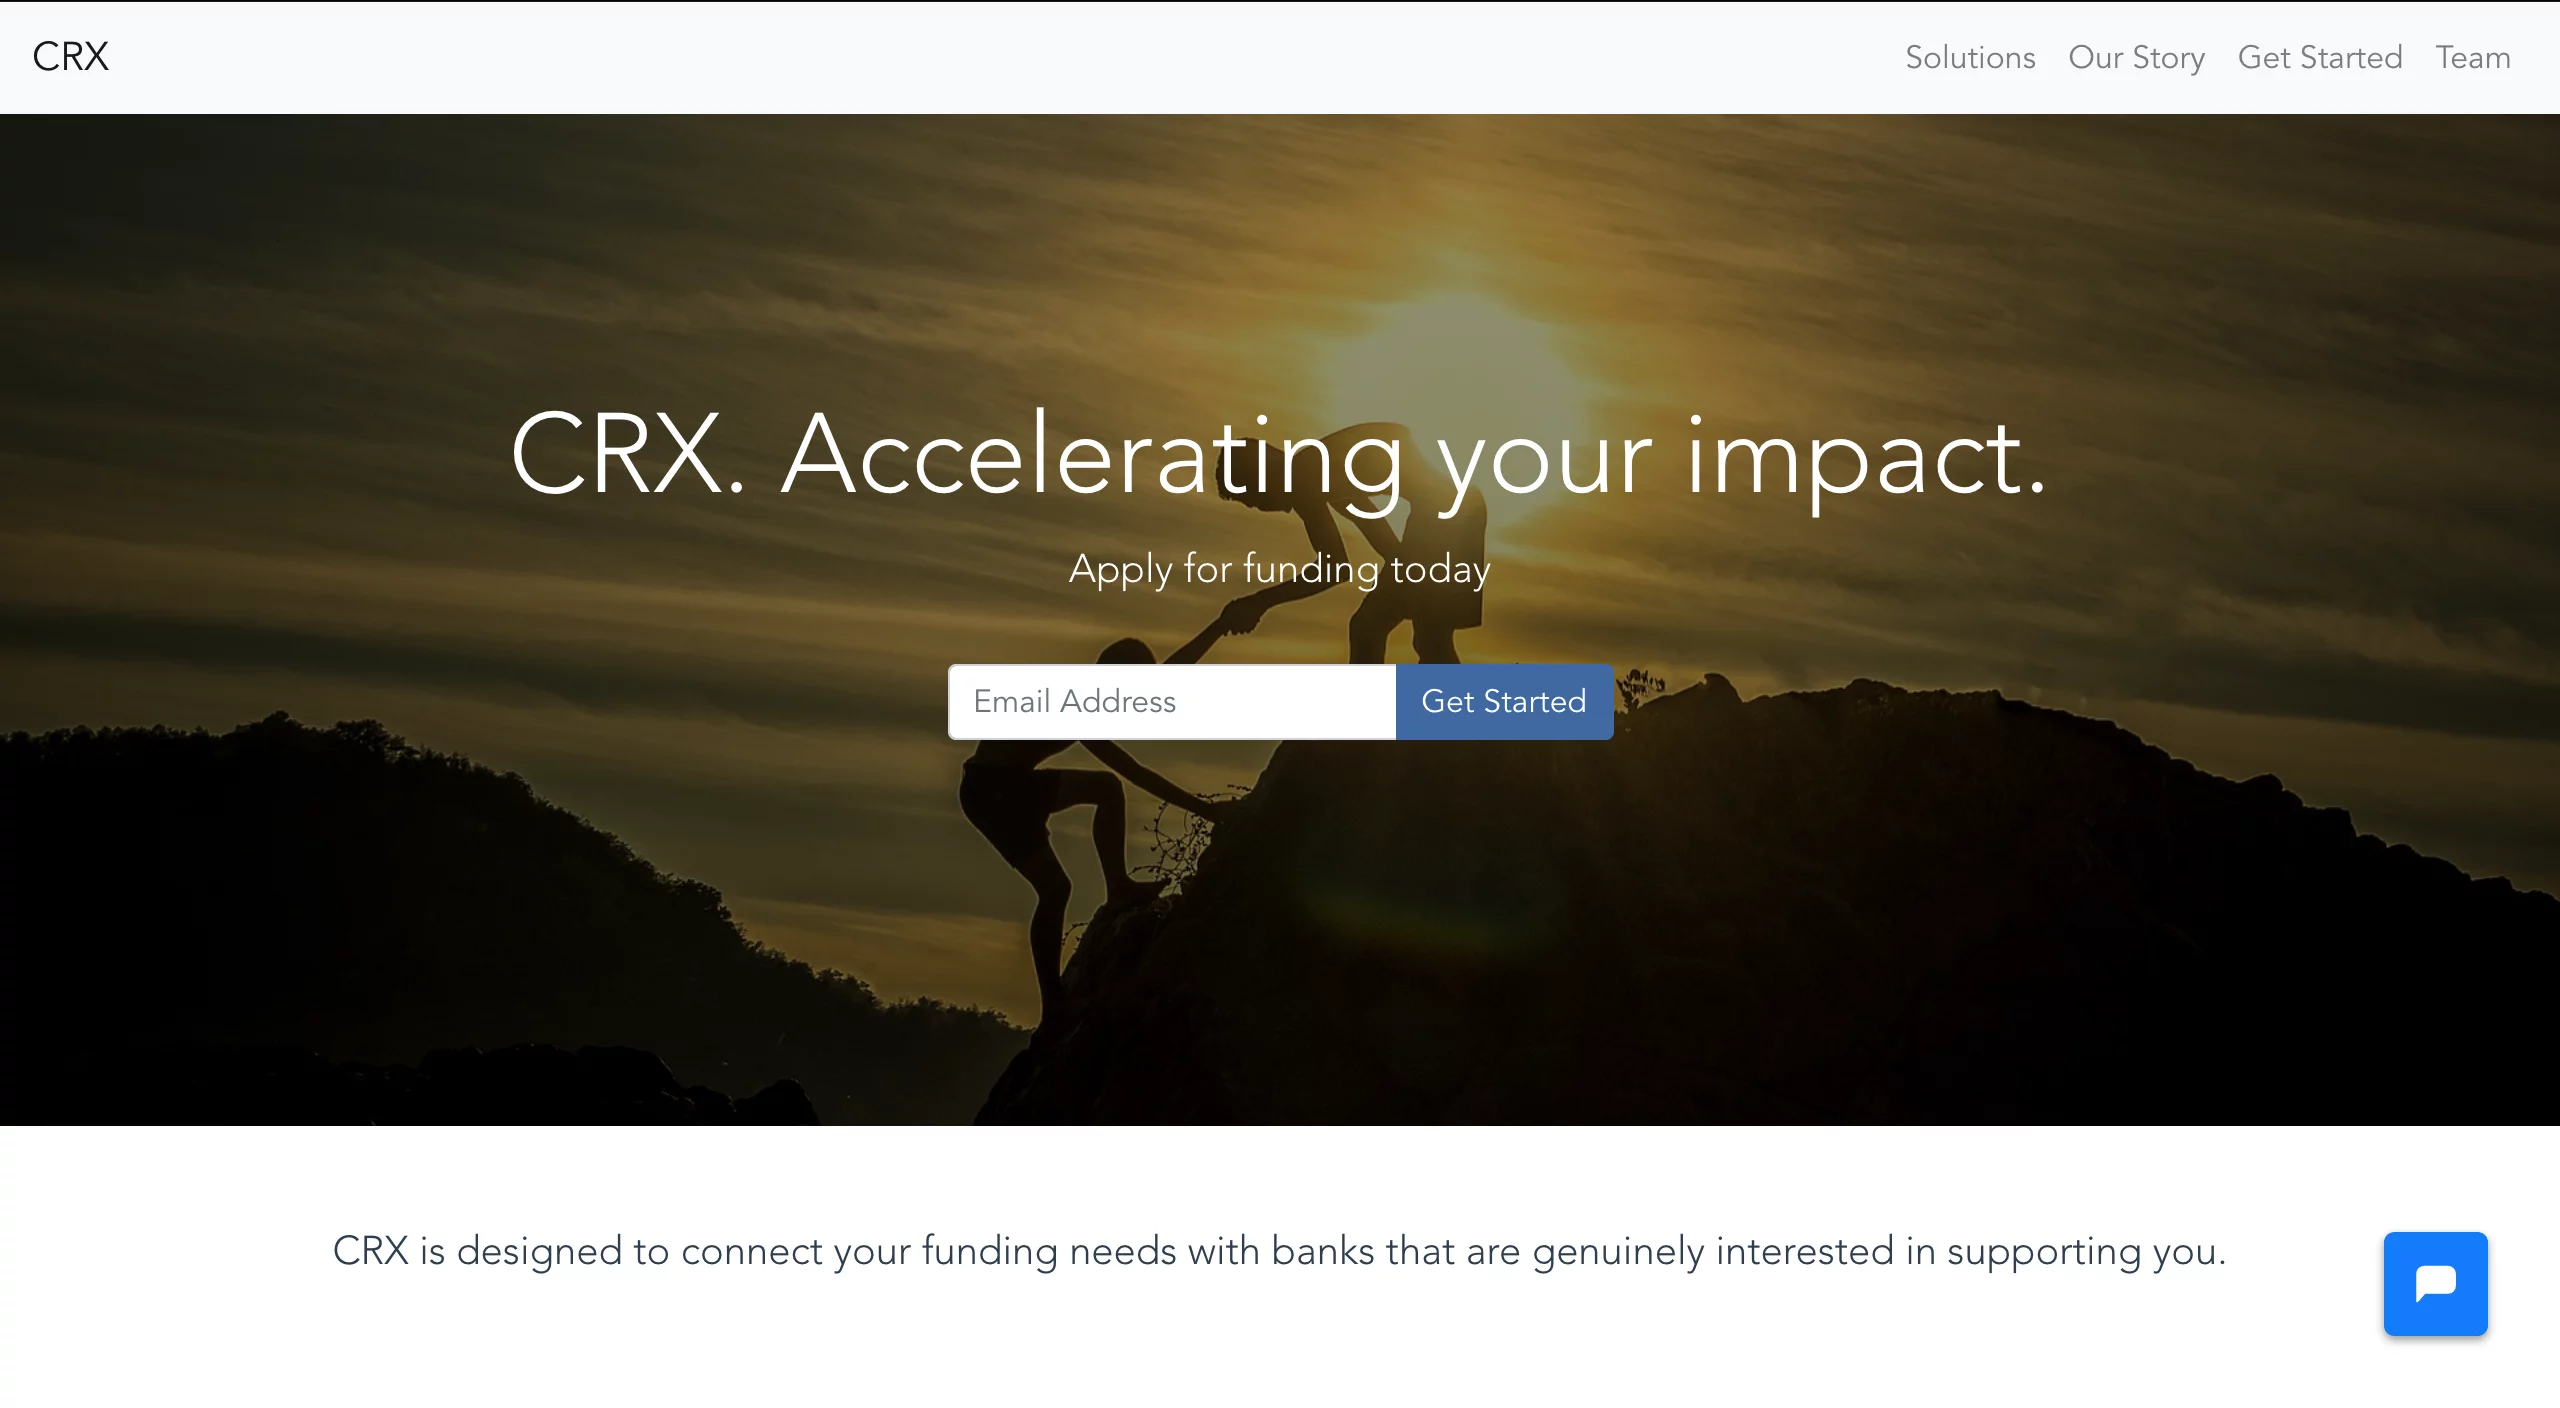 CRX
Solutions Our Story Get Started Team
CRX. Accelerating your impact.
Apply for funding today
Email Address Get Started
CRX is designed to connect your funding needs with banks that are genuinely interested in supporting you.